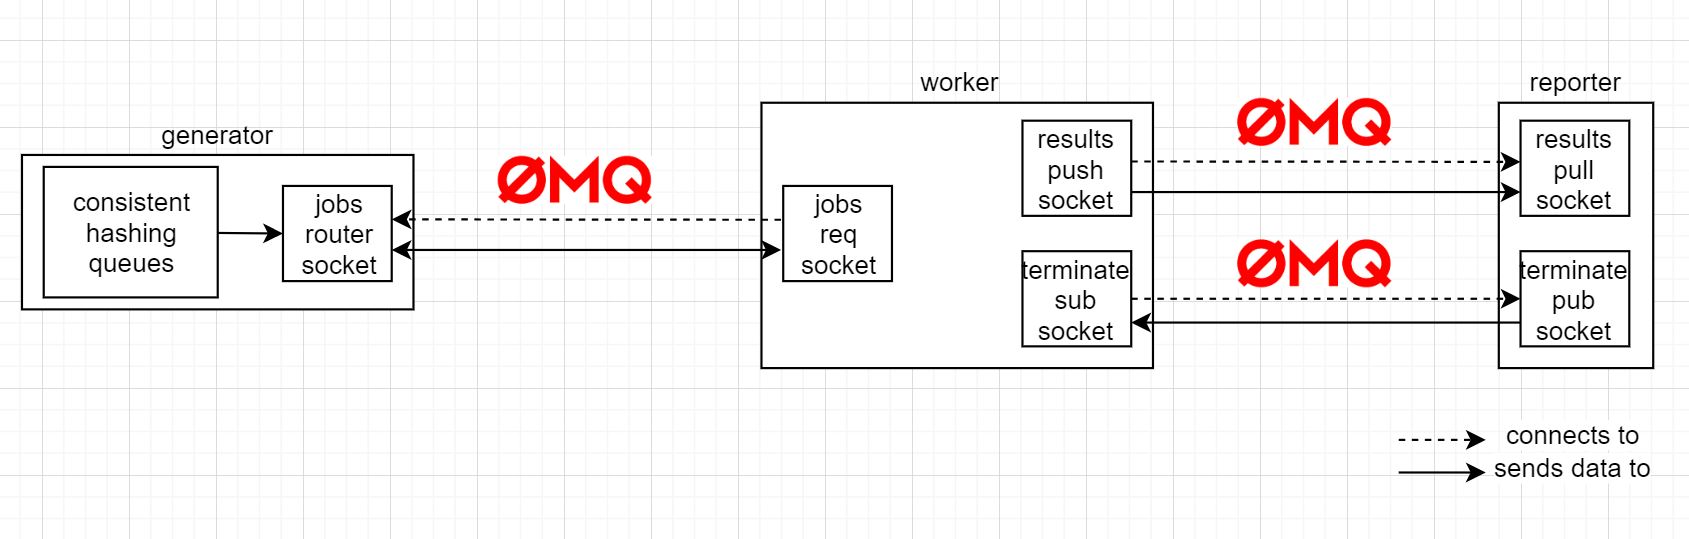 generator
consistent
hashing
queues
jobs
router
socket
ØMQ
worker
jobs
req
socket
results
push
socket
terminate
sub
socket
ØMQ
ØMQ
reporter
results
pull
socket
terminate
pub
socket
connects to
sends data to